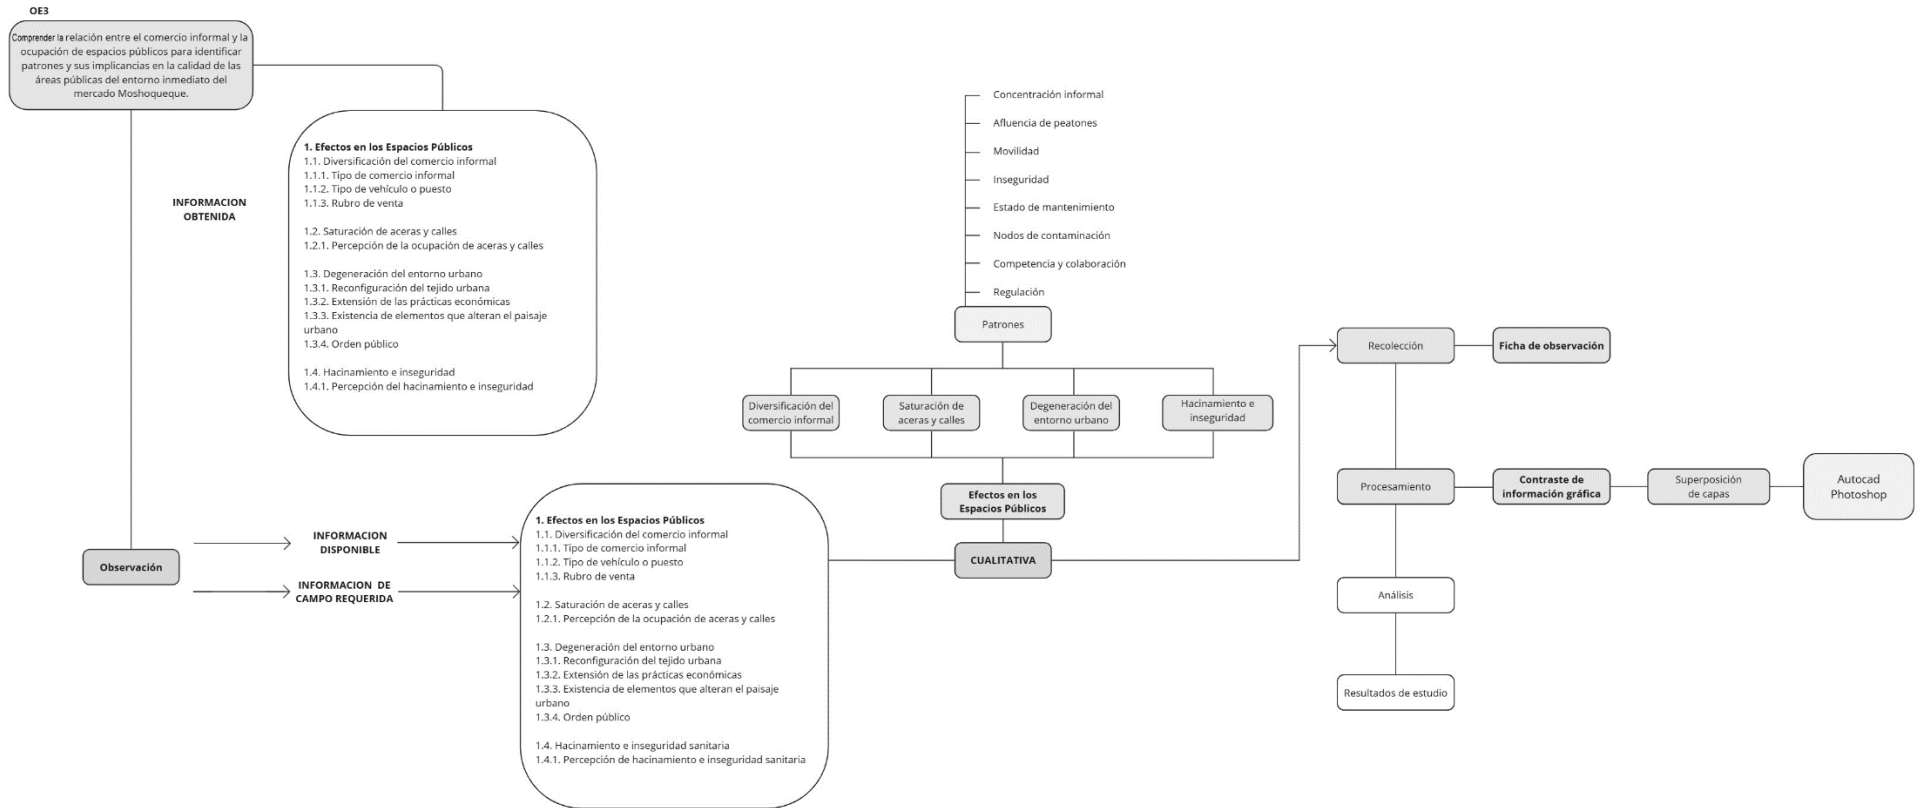 OE3
Comprender la relación entre el comercio informal y la
ocupación de espacios públicos para identificar
patrones y sus implicancias en la calidad de las
áreas públicas del entorno inmediato del
mercado Moshoqueque.
INFORMACION
OBTENIDA
1. Efectos en los Espacios Públicos
1.1. Diversificación del comercio informal
1.1.1. Tipo de comercio informal
1.1.2. Tipo de vehículo o puesto
1.1.3. Rubro de venta
1.2. Saturación de aceras y calles
1.2.1. Percepción de la ocupación de aceras y calles
1.3. Degeneración del entorno urbano
1.3.1. Reconfiguración del tejido urbana
1.3.2. Extensión de las prácticas económicas
1.3.3. Existencia de elementos que alteran el paisaje
urbano
1.3.4. Orden público
1.4. Hacinamiento e inseguridad
1.4.1. Percepción del hacinamiento e inseguridad
Observación
INFORMACION
DISPONIBLE
INFORMACION DE
CAMPO REQUERIDA
1. Efectos en los Espacios Públicos
1.1. Diversificación del comercio informal
1.1.1. Tipo de comercio informal
1.1.2. Tipo de vehículo o puesto
1.1.3. Rubro de venta
1.2. Saturación de aceras y calles
1.2.1. Percepción de la ocupación de aceras y calles
1.3. Degeneración del entorno urbano
1.3.1. Reconfiguración del tejido urbana
1.3.2. Extensión de las prácticas económicas
1.3.3. Existencia de elementos que alteran el paisaje
urbano
1.3.4. Orden público
1.4. Hacinamiento e inseguridad sanitaria
1.4.1. Percepción de hacinamiento e inseguridad sanitaria
Concentración informal
Afluencia de peatones
Movilidad
Inseguridad
Estado de mantenimiento
Nodos de contaminación
Competencia y colaboración
Regulación
Patrones
Diversificación del
comercio informal
Saturación de
aceras y calles
Degeneración del
entorno urbano
Hacinamiento e
inseguridad
Efectos en los
Espacios Públicos
CUALITATIVA
Recolección
Ficha de observación
Procesamiento
Contraste de
información gráfica
Superposición
de capas
Autocad
Photoshop
Análisis
Resultados de estudio